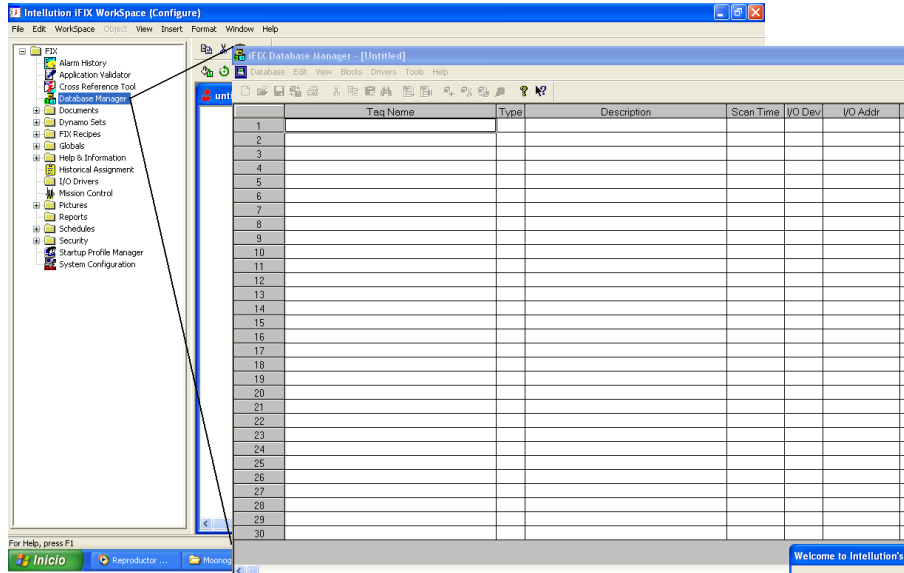 Intellution iFIX WorkSpace (Configure)
File Edit WorkSpace Object View Insert Format Window Help
FIX
Alarm History
Application Validator
Cross Reference Tool
Database Manager
Documents
Dynamo Sets
FIX Recipes
Globals
Help & Information
Historical Assignment
I/O Drivers
Mission Control
Pictures
Reports
Schedules
Security
Startup Profile Manager
System Configuration
For Help, press F1
Inicio
Reproductor ...
Moonog
unti
iFIX Database Manager - [Untitled]
Database Edit View Blocks Drivers Tools Help
Tag Name Type Description Scan Time I/O Dev I/O Addr
1
2
3
4
5
6
7
8
9
10
11
12
13
14
15
16
17
18
19
20
21
22
23
24
25
26
27
28
29
30
Welcome to Intellution's